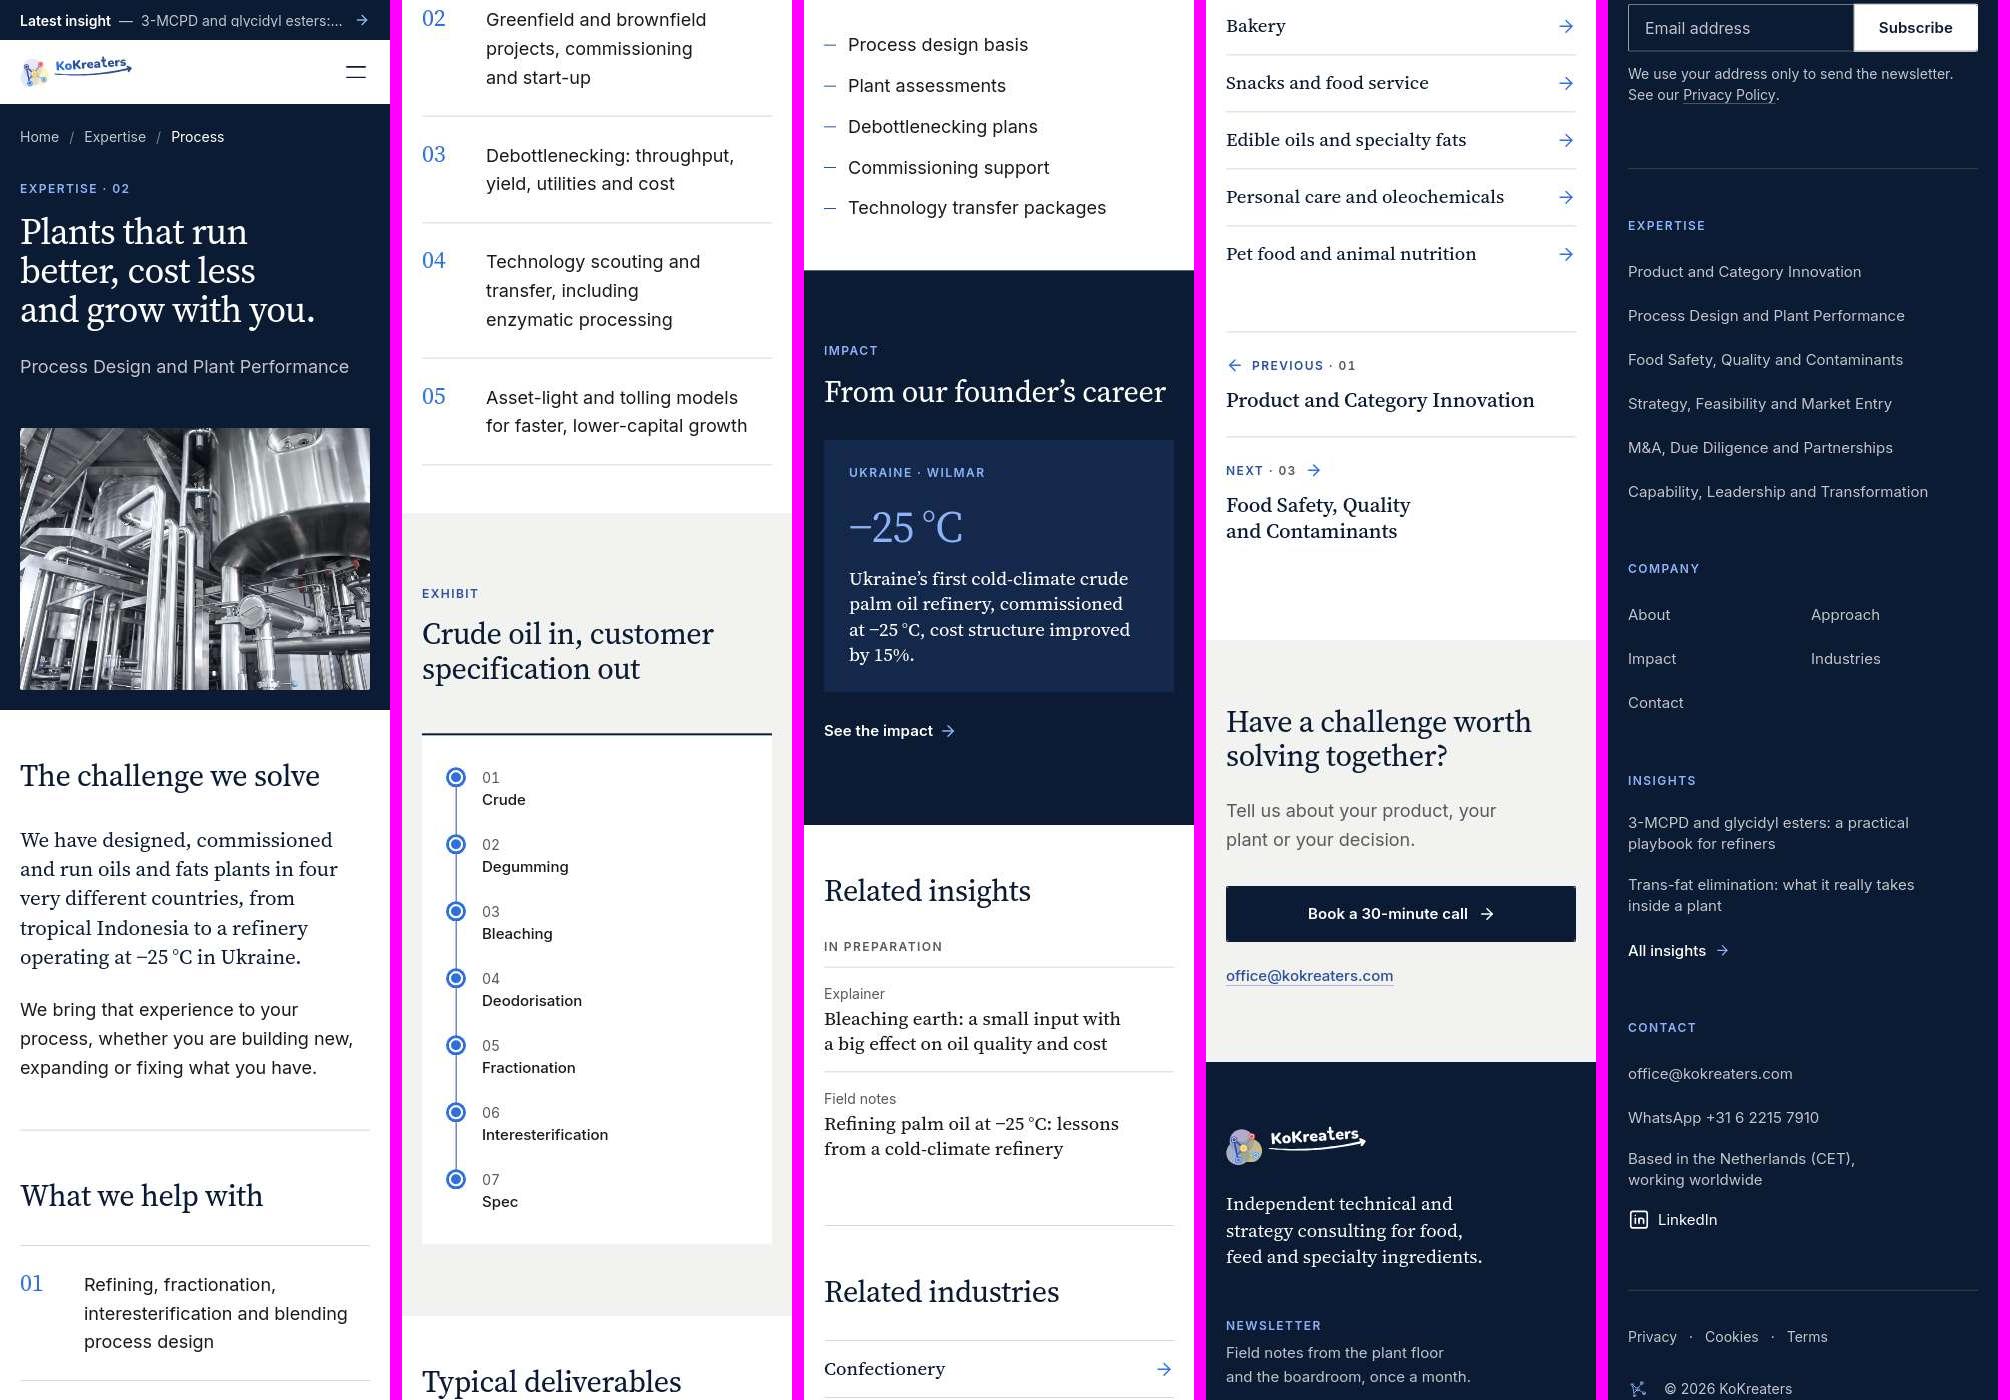 Latest insight — 3-MCPD and glycidyl esters:...
KoKreaters
Home / Expertise / Process
EXPERTISE · 02
Plants that run
better, cost less
and grow with you.
Process Design and Plant Performance
The challenge we solve
We have designed, commissioned
and run oils and fats plants in four
very different countries, from
tropical Indonesia to a refinery
operating at −25 °C in Ukraine.
We bring that experience to your
process, whether you are building new,
expanding or fixing what you have.
What we help with
01
Refining, fractionation,
interesterification and blending
process design
02
Greenfield and brownfield
projects, commissioning
and start-up
03
Debottlenecking: throughput,
yield, utilities and cost
04
Technology scouting and
transfer, including
enzymatic processing
05
Asset-light and tolling models
for faster, lower-capital growth
EXHIBIT
Crude oil in, customer
specification out
01
Crude
02
Degumming
03
Bleaching
04
Deodorisation
05
Fractionation
06
Interesterification
07
Spec
Typical deliverables
— Process design basis
— Plant assessments
— Debottlenecking plans
— Commissioning support
— Technology transfer packages
IMPACT
From our founder’s career
UKRAINE · WILMAR
−25 °C
Ukraine’s first cold-climate crude
palm oil refinery, commissioned
at −25 °C, cost structure improved
by 15%.
See the impact →
Related insights
IN PREPARATION
Explainer
Bleaching earth: a small input with
a big effect on oil quality and cost
Field notes
Refining palm oil at −25 °C: lessons
from a cold-climate refinery
Related industries
Confectionery →
Bakery →
Snacks and food service →
Edible oils and specialty fats →
Personal care and oleochemicals →
Pet food and animal nutrition →
← PREVIOUS · 01
Product and Category Innovation
NEXT · 03 →
Food Safety, Quality
and Contaminants
Have a challenge worth
solving together?
Tell us about your product, your
plant or your decision.
Book a 30-minute call →
office@kokreaters.com
KoKreaters
Independent technical and
strategy consulting for food,
feed and specialty ingredients.
NEWSLETTER
Field notes from the plant floor
and the boardroom, once a month.
Email address
Subscribe
We use your address only to send the newsletter.
See our Privacy Policy.
EXPERTISE
Product and Category Innovation
Process Design and Plant Performance
Food Safety, Quality and Contaminants
Strategy, Feasibility and Market Entry
M&A, Due Diligence and Partnerships
Capability, Leadership and Transformation
COMPANY
About Approach
Impact Industries
Contact
INSIGHTS
3-MCPD and glycidyl esters: a practical
playbook for refiners
Trans-fat elimination: what it really takes
inside a plant
All insights →
CONTACT
office@kokreaters.com
WhatsApp +31 6 2215 7910
Based in the Netherlands (CET),
working worldwide
LinkedIn
Privacy · Cookies · Terms
© 2026 KoKreaters